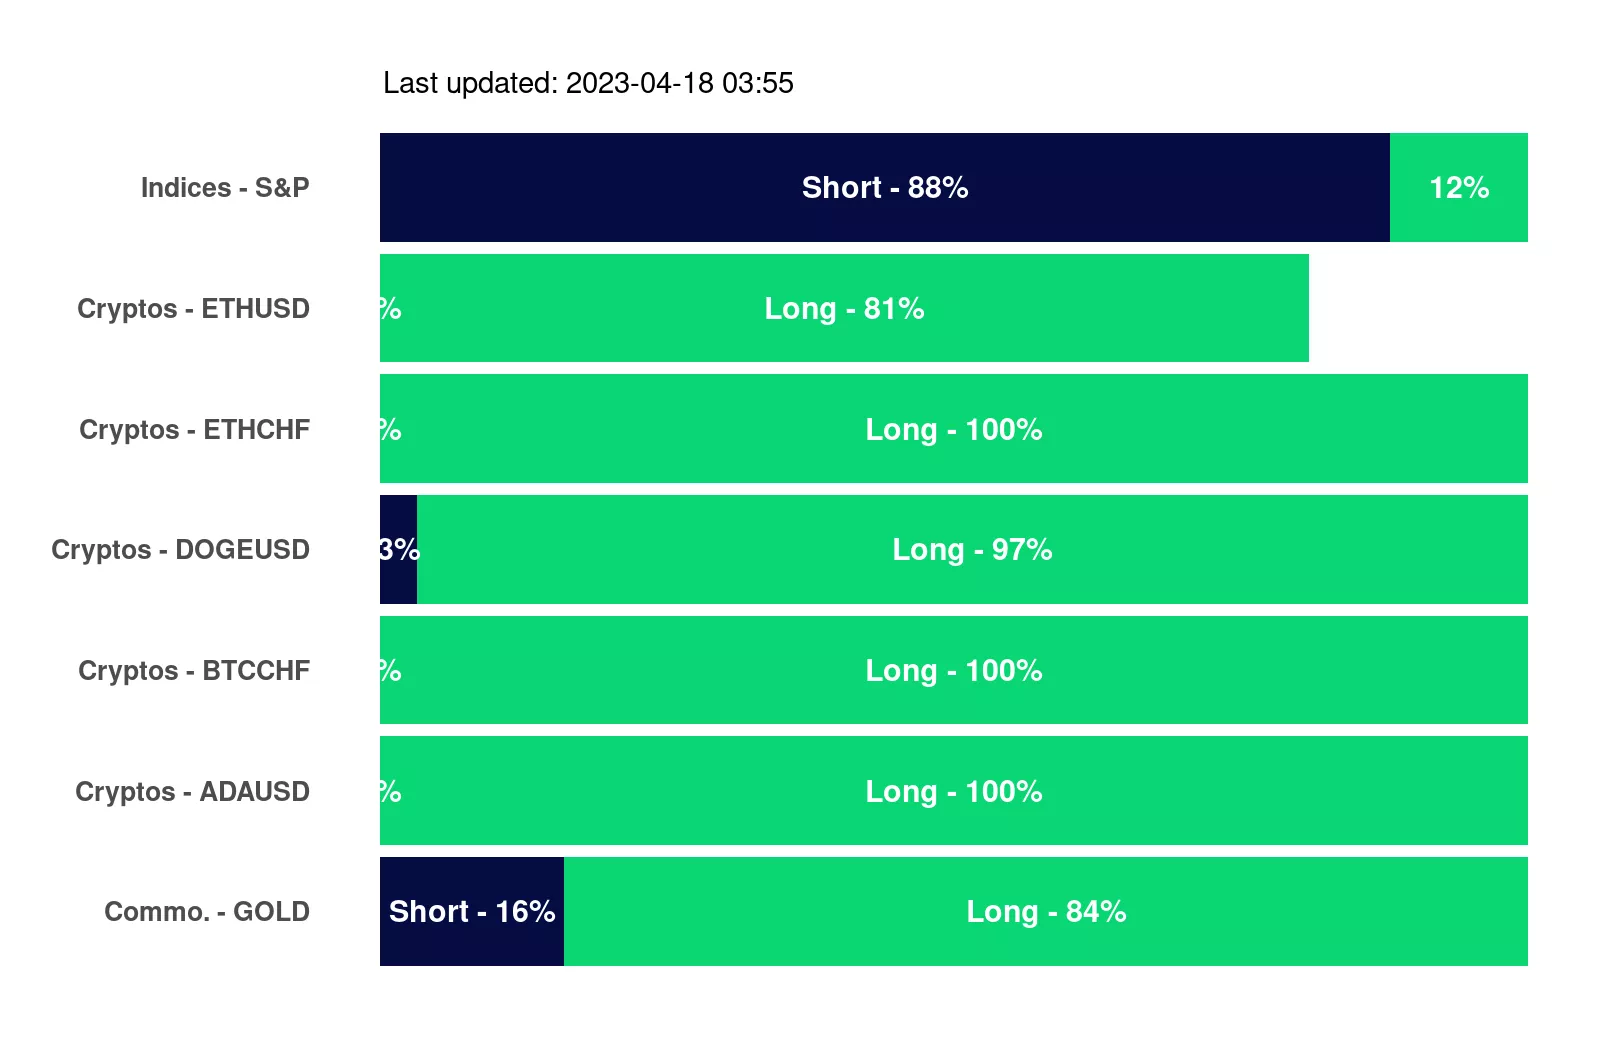 Last updated: 2023-04-18 03:55
Indices - S&P Short - 88% 12%
Cryptos - ETHUSD % Long - 81%
Cryptos - ETHCHF % Long - 100%
Cryptos - DOGEUSD 3% Long - 97%
Cryptos - BTCCHF % Long - 100%
Cryptos - ADAUSD % Long - 100%
Commo. - GOLD Short - 16% Long - 84%